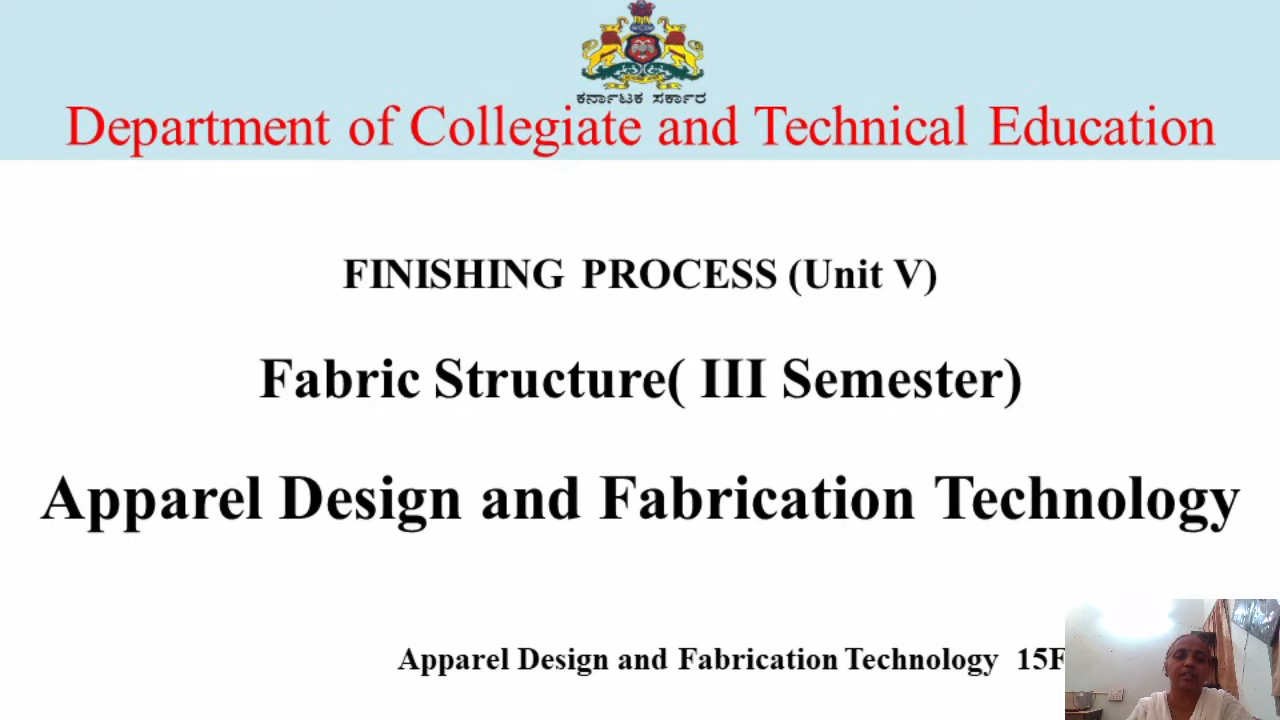 ಕರ್ನಾಟಕ ಸರ್ಕಾರ
Department of Collegiate and Technical Education
FINISHING PROCESS (Unit V)
Fabric Structure( III Semester)
Apparel Design and Fabrication Technology
Apparel Design and Fabrication Technology 15F